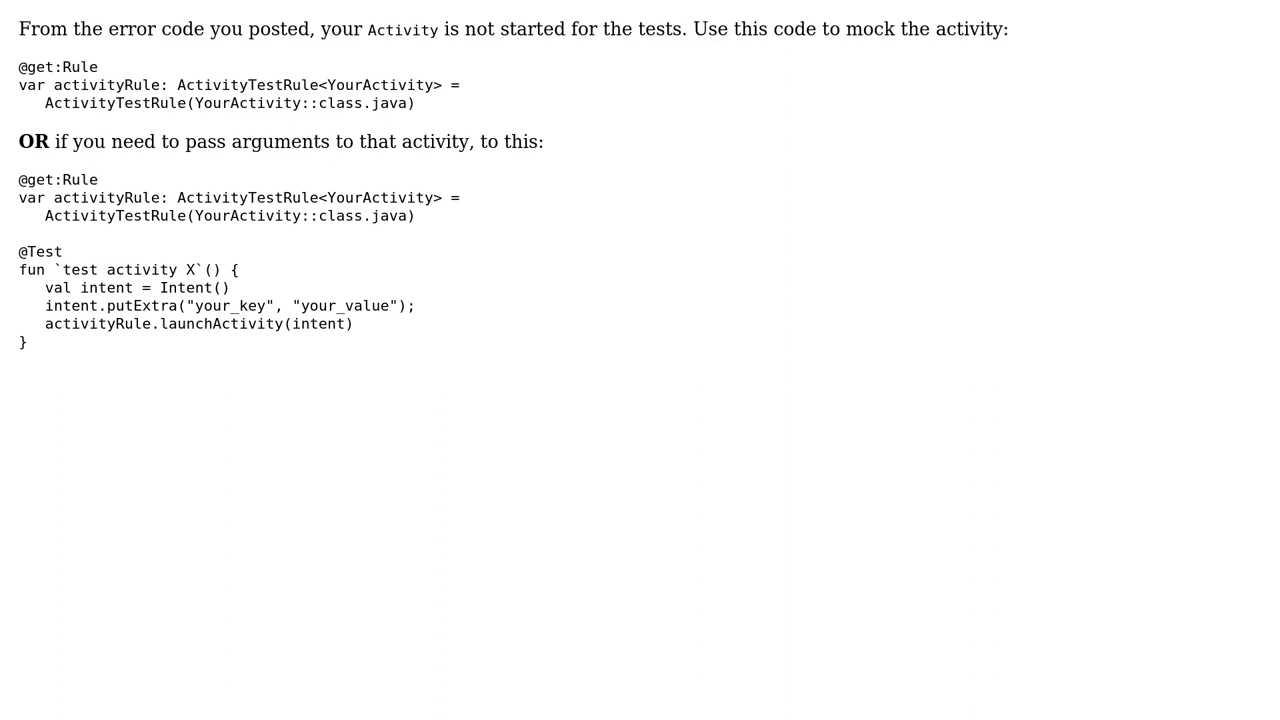 From the error code you posted, your Activity is not started for the tests. Use this code to mock the activity:
@get:Rule
var activityRule: ActivityTestRule<YourActivity> =
   ActivityTestRule(YourActivity::class.java)
OR if you need to pass arguments to that activity, to this:
@get:Rule
var activityRule: ActivityTestRule<YourActivity> =
   ActivityTestRule(YourActivity::class.java)
@Test
fun `test activity X`() {
   val intent = Intent()
   intent.putExtra("your_key", "your_value");
   activityRule.launchActivity(intent)
}